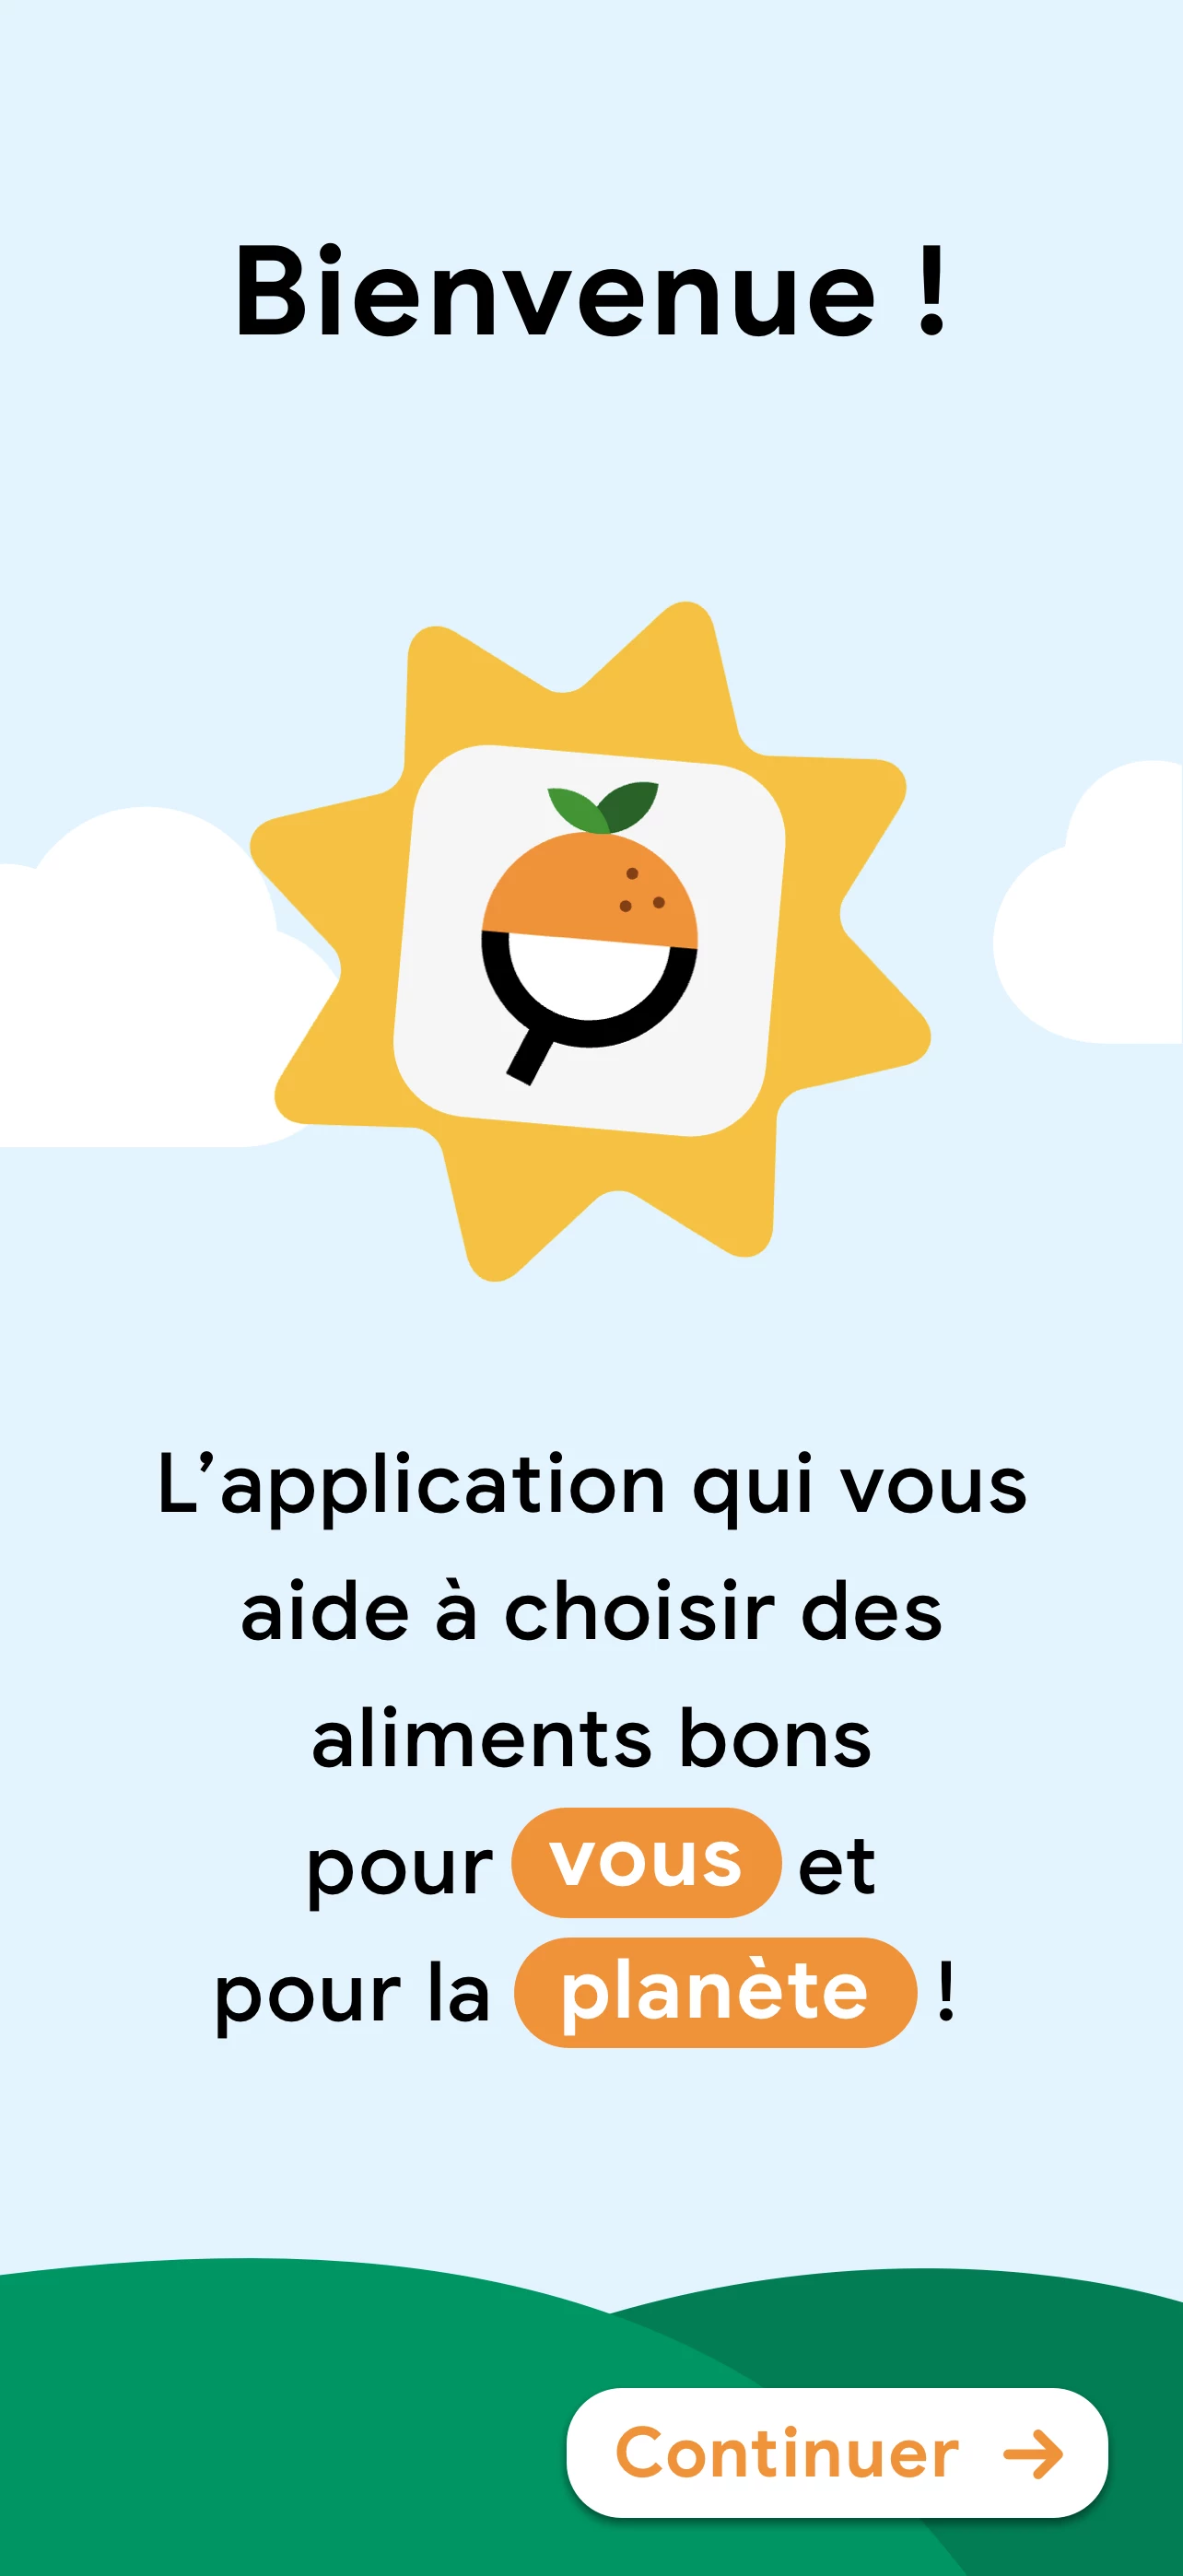 Bienvenue !
L’application qui vous
aide à choisir des
aliments bons
pour vous et
pour la planète !
Continuer